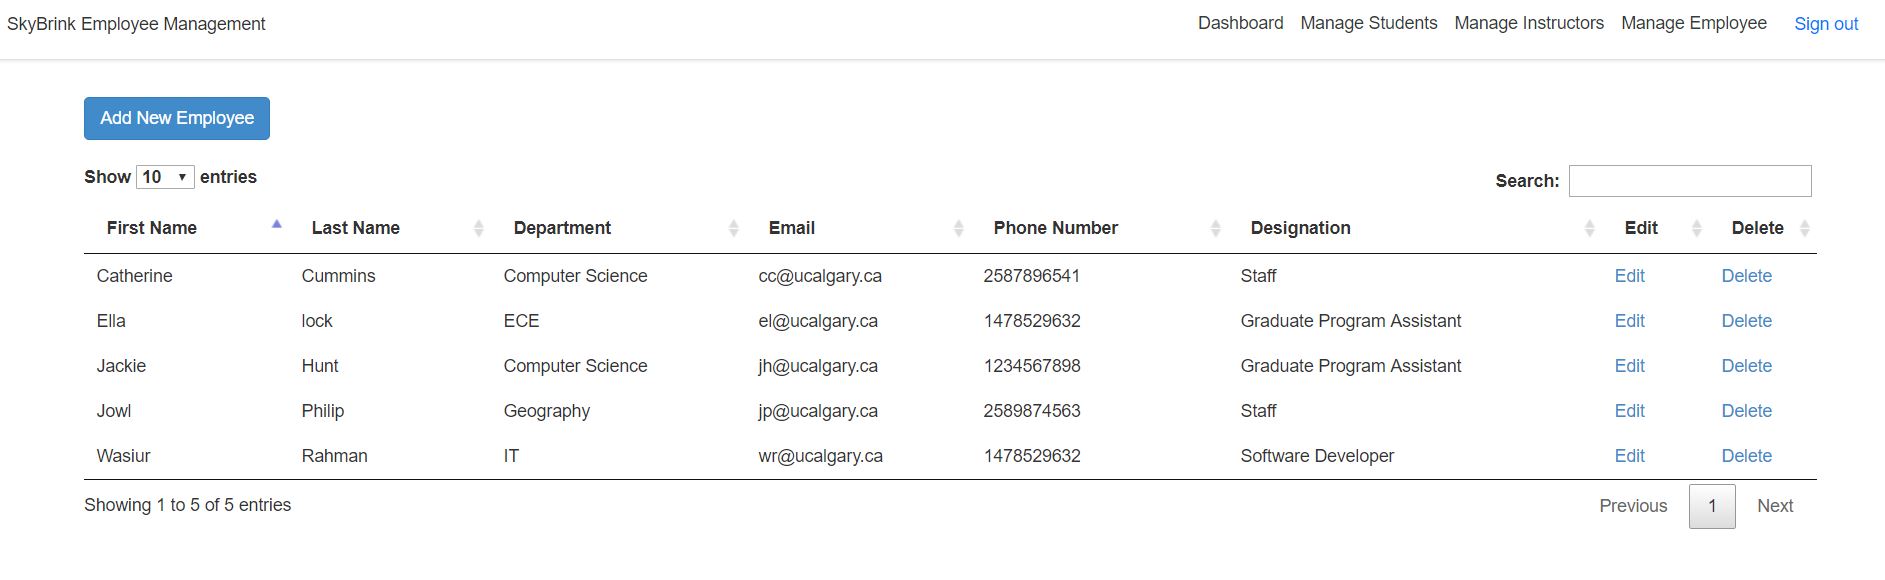 SkyBrink Employee Management Dashboard Manage Students Manage Instructors Manage Employee Sign out
Add New Employee
Show 10 entries Search:
First Name Last Name Department Email Phone Number Designation Edit Delete
Catherine Cummins Computer Science cc@ucalgary.ca 2587896541 Staff Edit Delete
Ella lock ECE el@ucalgary.ca 1478529632 Graduate Program Assistant Edit Delete
Jackie Hunt Computer Science jh@ucalgary.ca 1234567898 Graduate Program Assistant Edit Delete
Jowl Philip Geography jp@ucalgary.ca 2589874563 Staff Edit Delete
Wasiur Rahman IT wr@ucalgary.ca 1478529632 Software Developer Edit Delete
Showing 1 to 5 of 5 entries Previous 1 Next